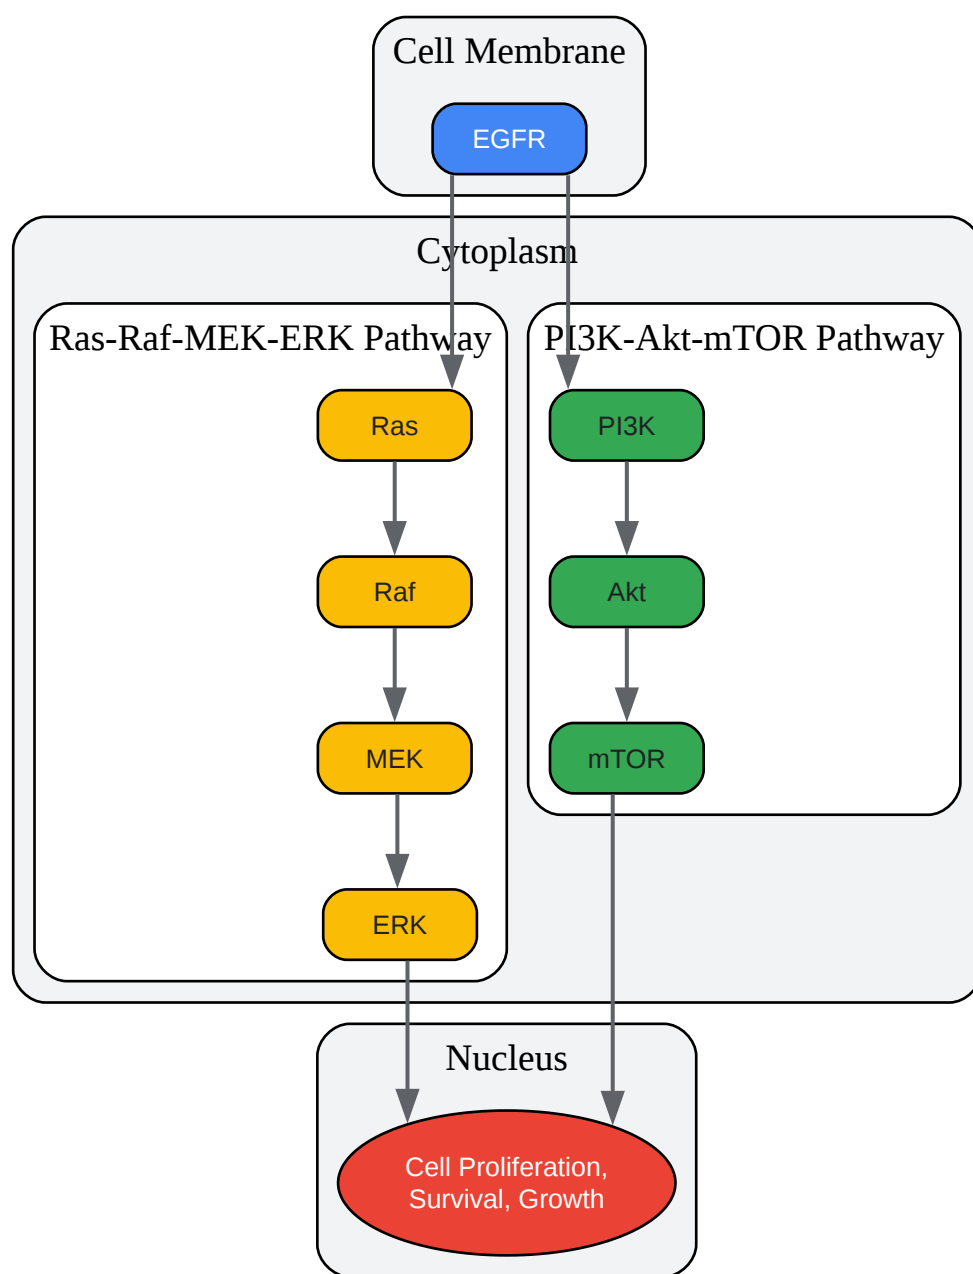 Cell Membrane
EGFR
Cytoplasm
Ras-Raf-MEK-ERK Pathway
PI3K-Akt-mTOR Pathway
Ras
PI3K
Raf
Akt
MEK
mTOR
ERK
Nucleus
Cell Proliferation,
Survival, Growth